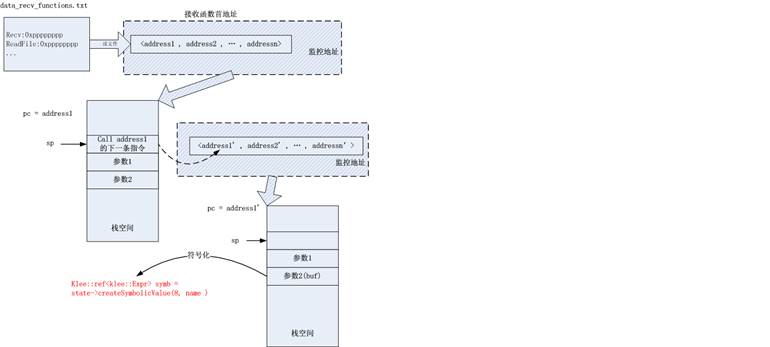 data_recv_functions.txt
接收函数首地址
Recv:0xpppppppp
ReadFile:0xpppppppp
...
读文件
<address1, address2, …, addressn>
监控地址
pc = address1
sp
Call address1
的下一条指令
参数1
参数2
栈空间
<address1', address2', …, addressn'>
监控地址
pc = address1'
sp
参数1
参数2(buf)
栈空间
符号化
Klee::ref<klee::Expr> symb =
state->createSymbolicValue(8, name )